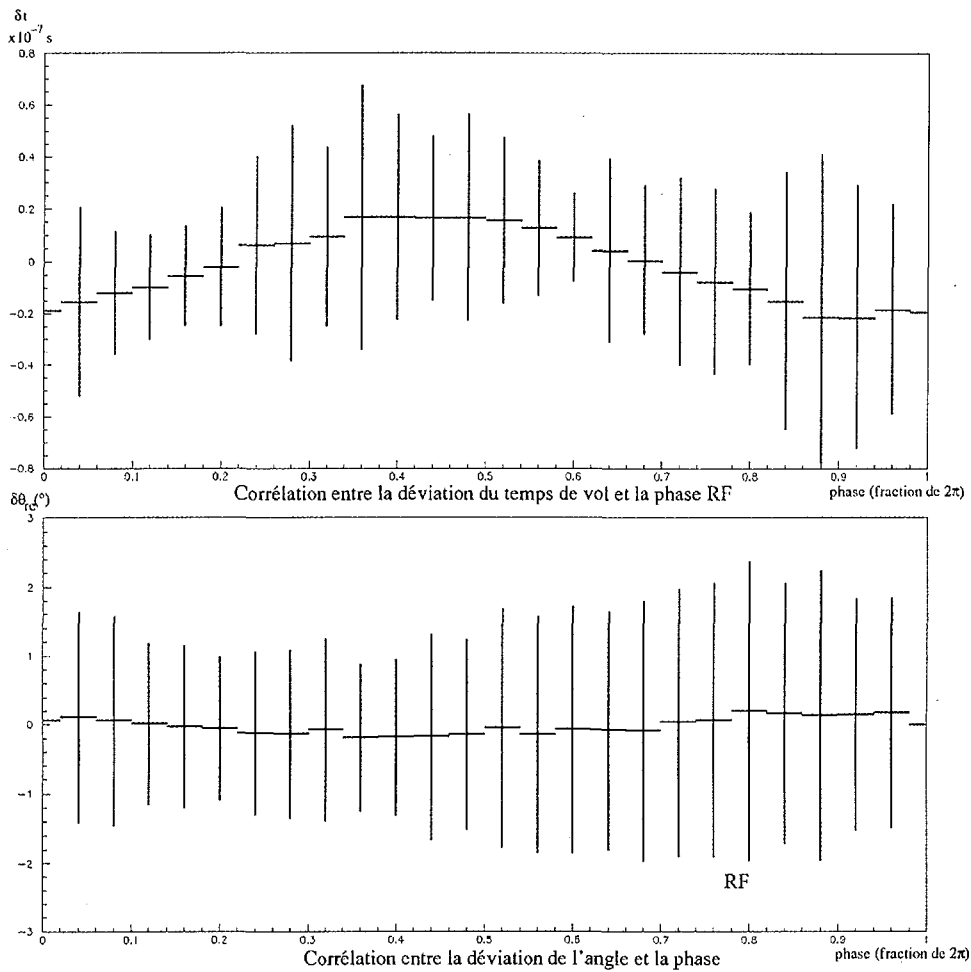 δt
x10⁻⁷ s
0.8
0.6
0.4
0.2
0
−0.2
−0.4
−0.6
−0.8
0 0.1 0.2 0.3 0.4 0.5 0.6 0.7 0.8 0.9 1
Corrélation entre la déviation du temps de vol et la phase RF
phase (fraction de 2π)
δθrd (°)
3
2
1
0
−1
−2
−3
RF
0 0.1 0.2 0.3 0.4 0.5 0.6 0.7 0.8 0.9 1
Corrélation entre la déviation de l'angle et la phase
phase (fraction de 2π)